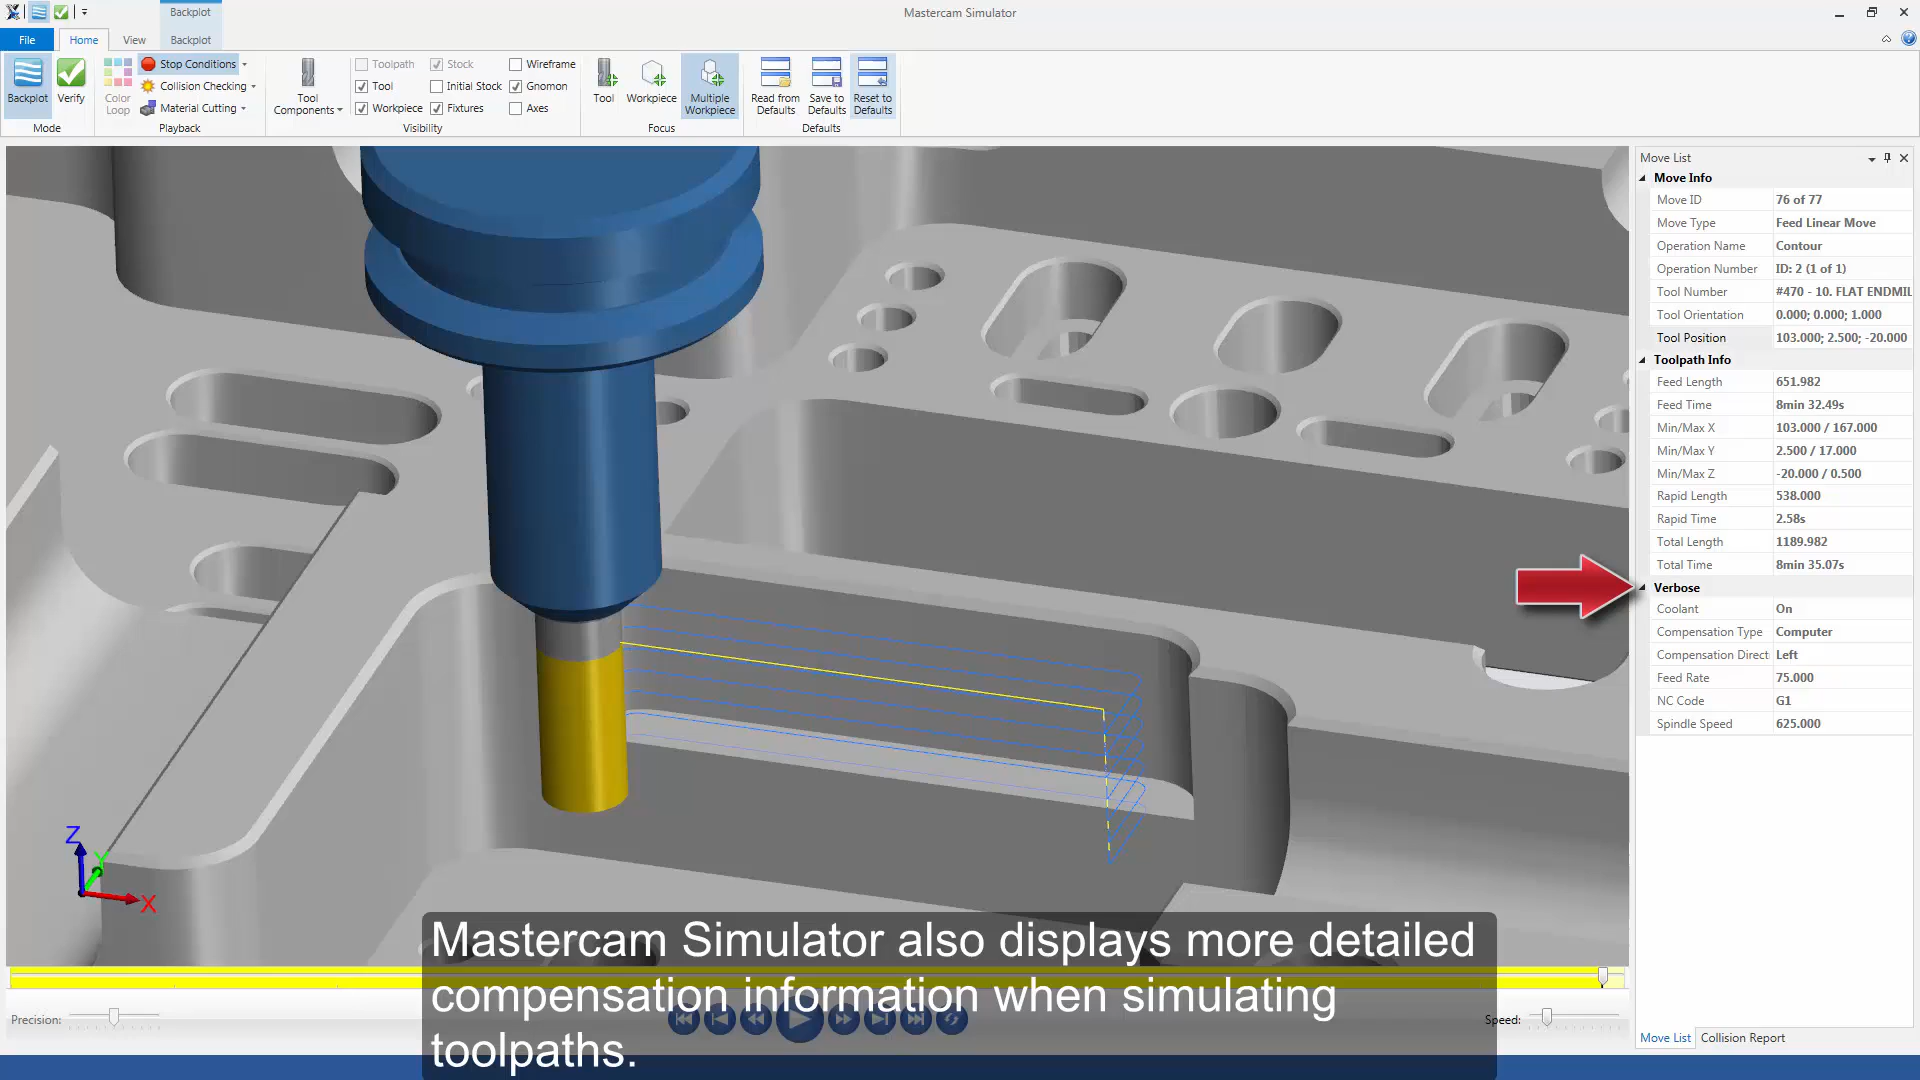 Backplot
Mastercam Simulator
File
Home
View
Backplot
Backplot
Verify
Mode
Color Loop
Stop Conditions
Collision Checking
Material Cutting
Playback
Tool Components
Toolpath
Tool
Workpiece
Stock
Initial Stock
Fixtures
Wireframe
Gnomon
Axes
Visibility
Tool
Workpiece
Multiple Workpiece
Focus
Read from Defaults
Save to Defaults
Reset to Defaults
Defaults
Move List
Move Info
Move ID 76 of 77
Move Type Feed Linear Move
Operation Name Contour
Operation Number ID: 2 (1 of 1)
Tool Number #470 - 10. FLAT ENDMIL
Tool Orientation 0.000; 0.000; 1.000
Tool Position 103.000; 2.500; -20.000
Toolpath Info
Feed Length 651.982
Feed Time 8min 32.49s
Min/Max X 103.000 / 167.000
Min/Max Y 2.500 / 17.000
Min/Max Z -20.000 / 0.500
Rapid Length 538.000
Rapid Time 2.58s
Total Length 1189.982
Total Time 8min 35.07s
Verbose
Coolant On
Compensation Type Computer
Compensation Direct Left
Feed Rate 75.000
NC Code G1
Spindle Speed 625.000
Z
Y
X
Mastercam Simulator also displays more detailed
compensation information when simulating
toolpaths.
Precision:
Speed:
Move List
Collision Report